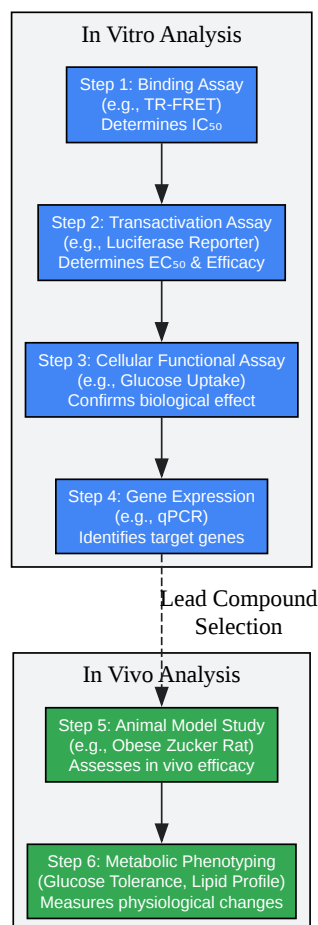 In Vitro Analysis
Step 1: Binding Assay
(e.g., TR-FRET)
Determines IC₅₀
Step 2: Transactivation Assay
(e.g., Luciferase Reporter)
Determines EC₅₀ & Efficacy
Step 3: Cellular Functional Assay
(e.g., Glucose Uptake)
Confirms biological effect
Step 4: Gene Expression
(e.g., qPCR)
Identifies target genes
Lead Compound
Selection
In Vivo Analysis
Step 5: Animal Model Study
(e.g., Obese Zucker Rat)
Assesses in vivo efficacy
Step 6: Metabolic Phenotyping
(Glucose Tolerance, Lipid Profile)
Measures physiological changes